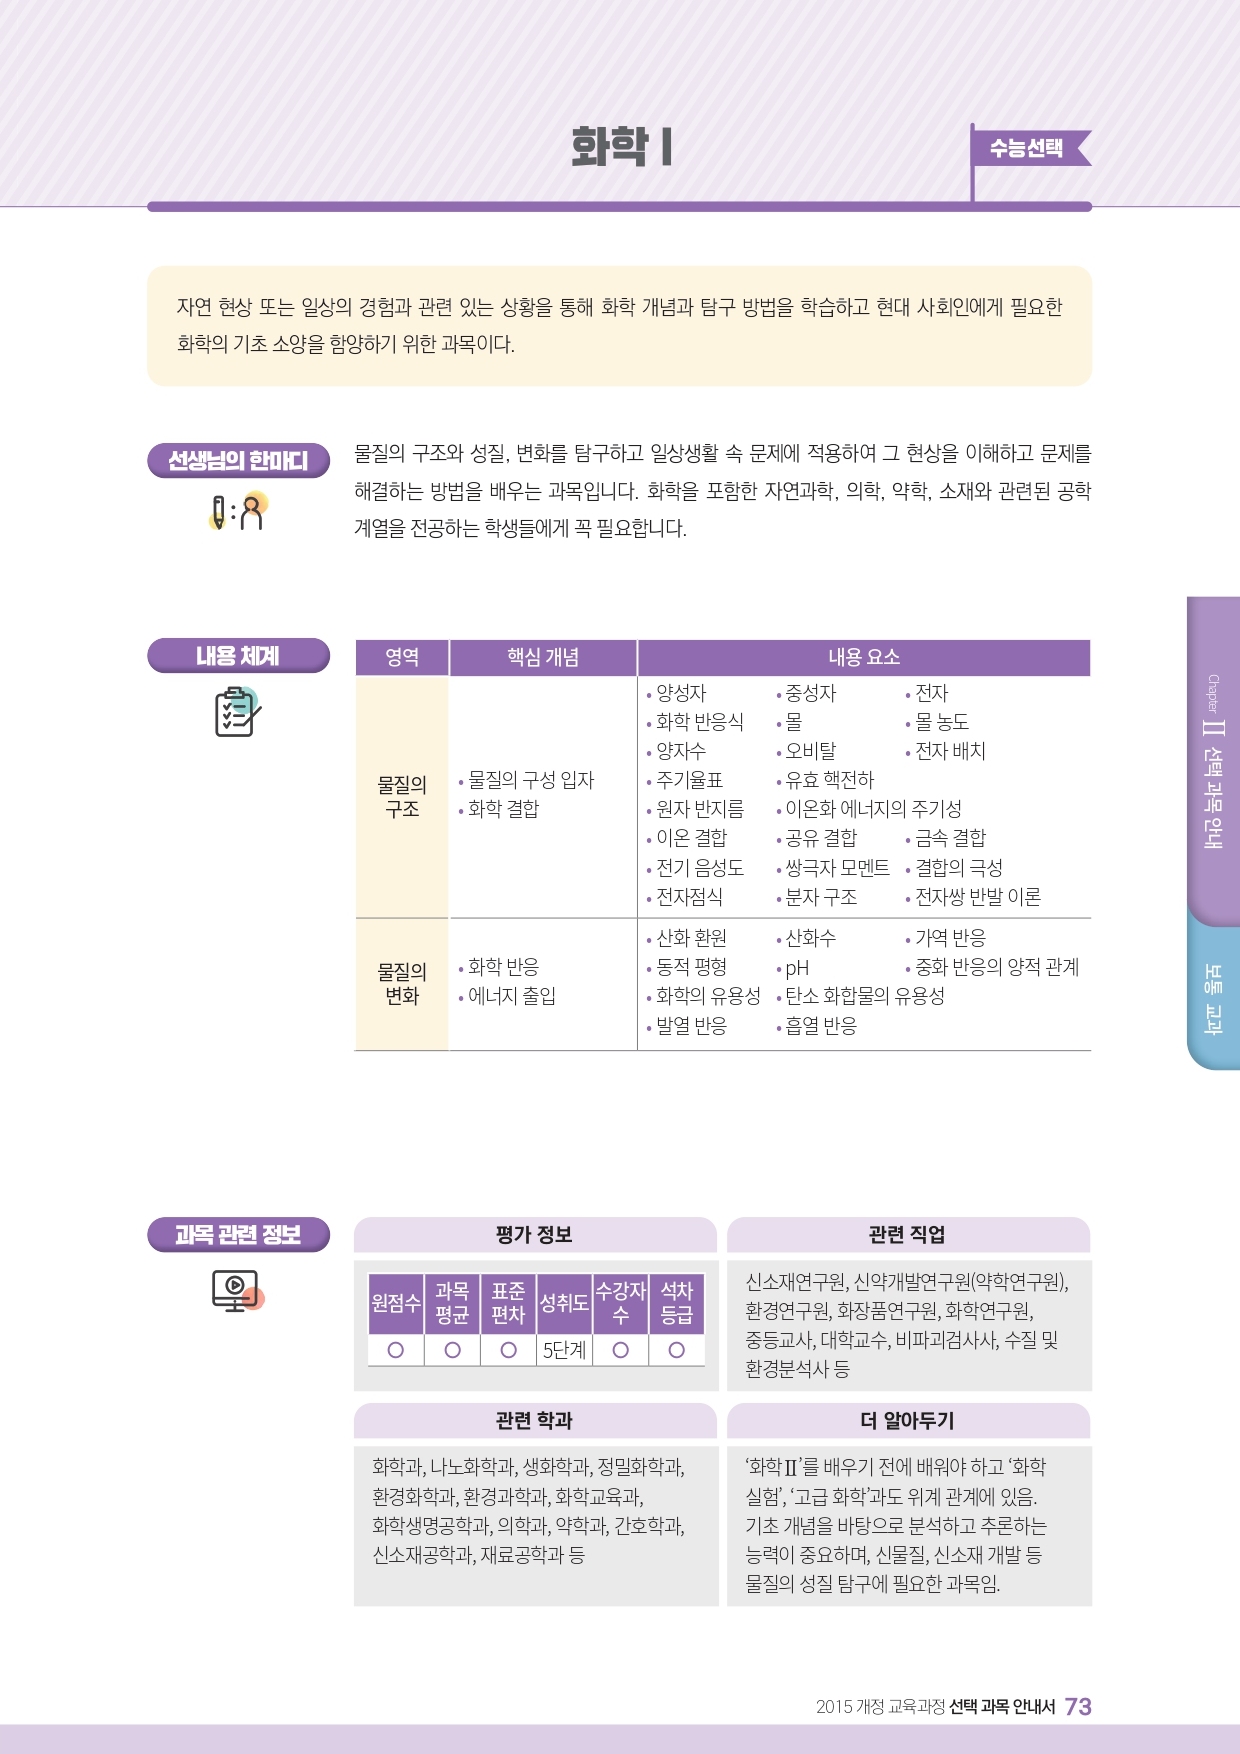 화학 I
수능선택
자연 현상 또는 일상의 경험과 관련 있는 상황을 통해 화학 개념과 탐구 방법을 학습하고 현대 사회인에게 필요한
화학의 기초 소양을 함양하기 위한 과목이다.
선생님의 한마디
물질의 구조와 성질, 변화를 탐구하고 일상생활 속 문제에 적용하여 그 현상을 이해하고 문제를
해결하는 방법을 배우는 과목입니다. 화학을 포함한 자연과학, 의학, 약학, 소재와 관련된 공학
계열을 전공하는 학생들에게 꼭 필요합니다.
내용 체계
영역 핵심 개념 내용 요소
물질의
구조
• 물질의 구성 입자
• 화학 결합
• 양성자 • 중성자 • 전자
• 화학 반응식 • 몰 • 몰 농도
• 양자수 • 오비탈 • 전자 배치
• 주기율표 • 유효 핵전하
• 원자 반지름 • 이온화 에너지의 주기성
• 이온 결합 • 공유 결합 • 금속 결합
• 전기 음성도 • 쌍극자 모멘트 • 결합의 극성
• 전자점식 • 분자 구조 • 전자쌍 반발 이론
물질의
변화
• 화학 반응
• 에너지 출입
• 산화 환원 • 산화수 • 가역 반응
• 동적 평형 • pH • 중화 반응의 양적 관계
• 화학의 유용성 • 탄소 화합물의 유용성
• 발열 반응 • 흡열 반응
Chapter II 선택 과목 안내
보통 교과
과목 관련 정보
평가 정보
원점수 과목 평균 표준 편차 성취도 수강자 수 석차 등급
○ ○ ○ 5단계 ○ ○
관련 직업
신소재연구원, 신약개발연구원(약학연구원),
환경연구원, 화장품연구원, 화학연구원,
중등교사, 대학교수, 비파괴검사사, 수질 및
환경분석사 등
관련 학과
화학과, 나노화학과, 생화학과, 정밀화학과,
환경화학과, 환경과학과, 화학교육과,
화학생명공학과, 의학과, 약학과, 간호학과,
신소재공학과, 재료공학과 등
더 알아두기
‘화학Ⅱ’를 배우기 전에 배워야 하고 ‘화학
실험’, ‘고급 화학’과도 위계 관계에 있음.
기초 개념을 바탕으로 분석하고 추론하는
능력이 중요하며, 신물질, 신소재 개발 등
물질의 성질 탐구에 필요한 과목임.
2015 개정 교육과정 선택 과목 안내서 73